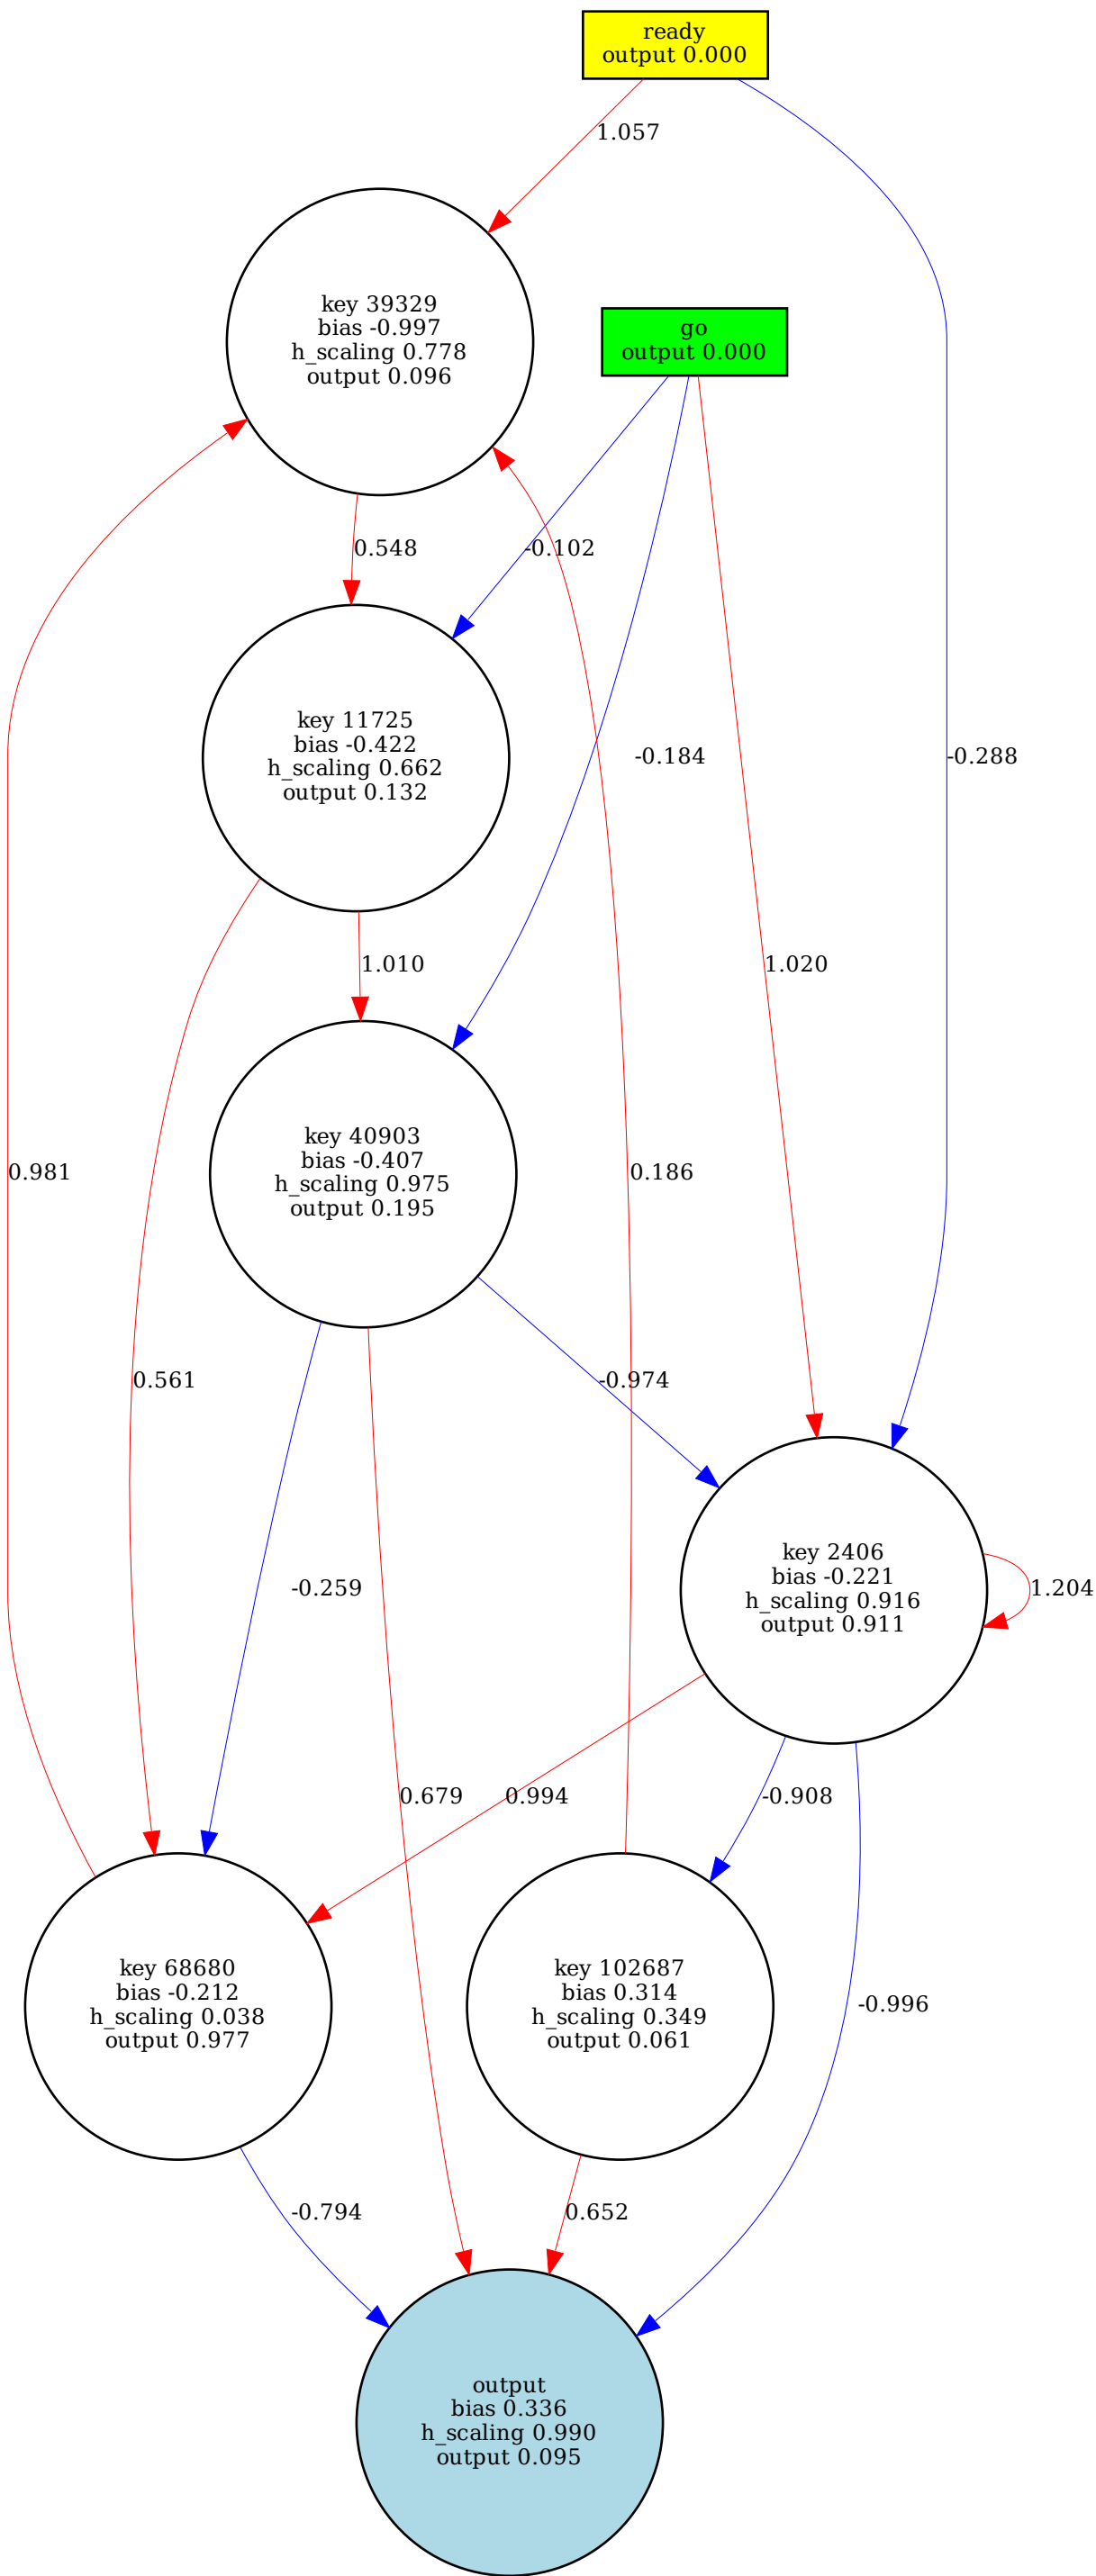 ready
output 0.000
1.057
key 39329
bias -0.997
h_scaling 0.778
output 0.096
go
output 0.000
0.548
-0.102
key 11725
bias -0.422
h_scaling 0.662
output 0.132
-0.184
-0.288
1.010
1.020
key 40903
bias -0.407
h_scaling 0.975
output 0.195
0.981
0.186
0.561
-0.974
key 2406
bias -0.221
h_scaling 0.916
output 0.911
-0.259
1.204
0.679
0.994
-0.908
key 68680
bias -0.212
h_scaling 0.038
output 0.977
key 102687
bias 0.314
h_scaling 0.349
output 0.061
-0.996
-0.794
0.652
output
bias 0.336
h_scaling 0.990
output 0.095